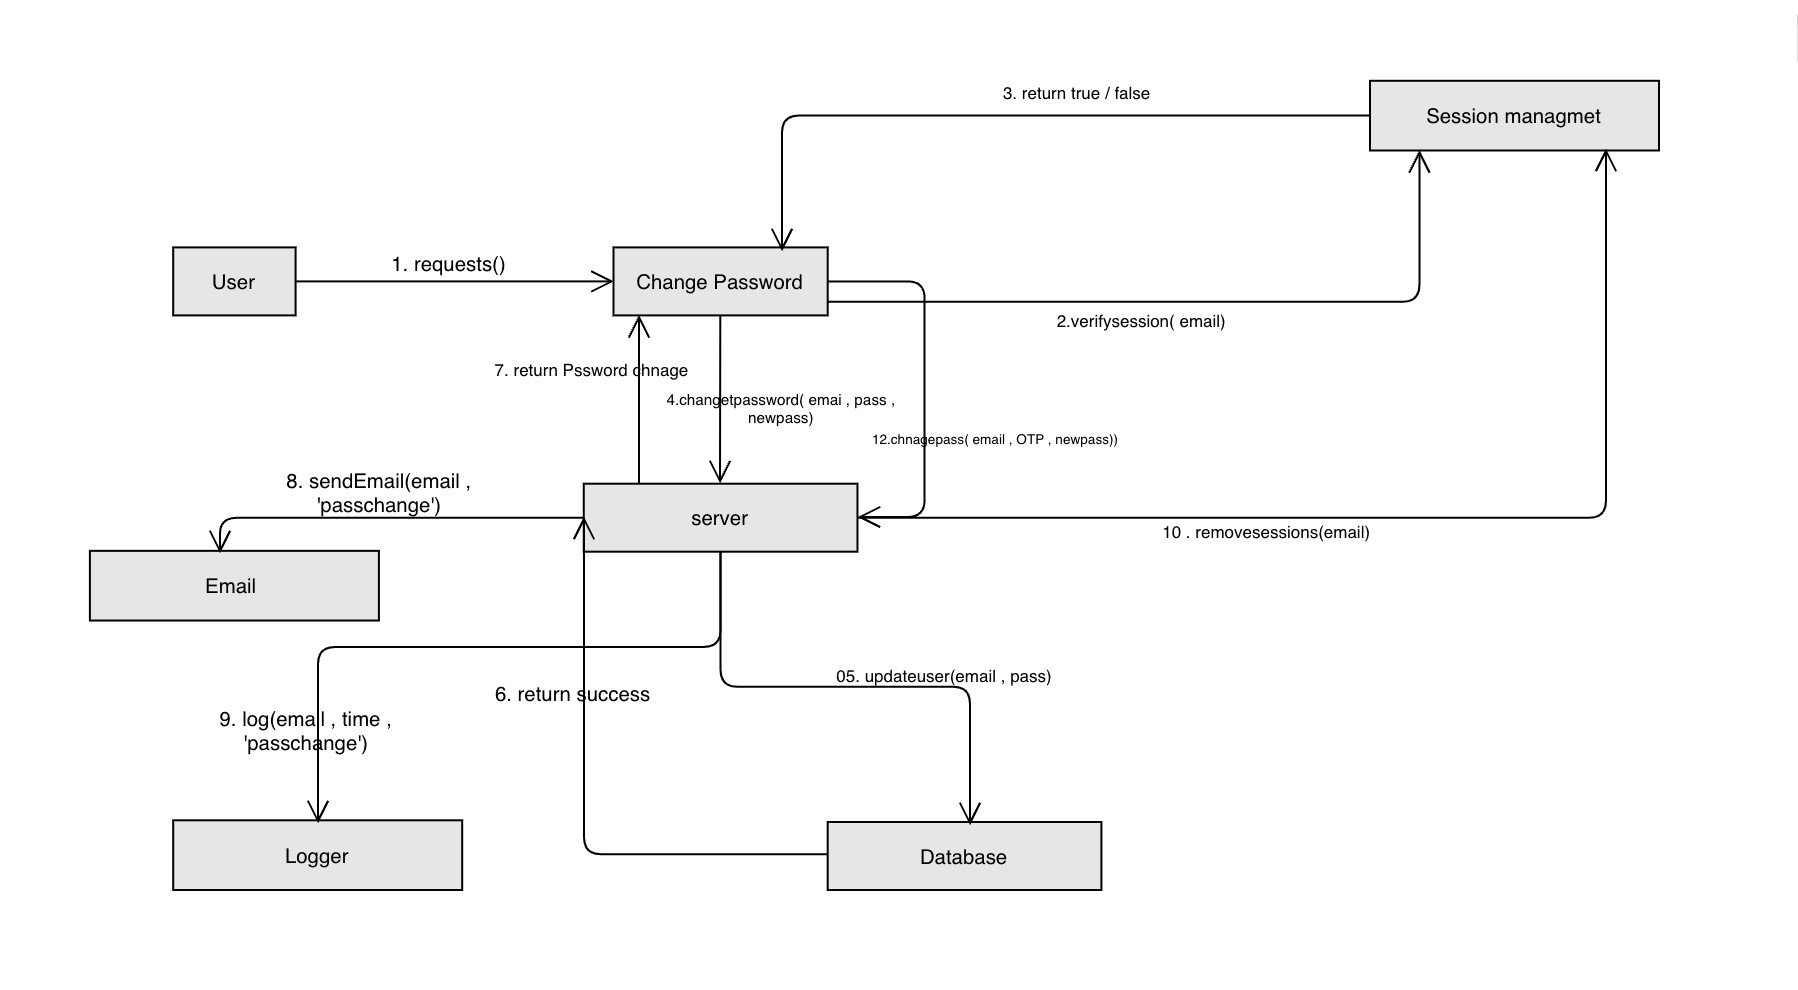 3. return true / false
Session managmet
1. requests()
User
Change Password
2.verifysession( email)
7. return Pssword chnage
4.changetpassword( emai , pass ,
newpass)
12.chnagepass( email , OTP , newpass))
8. sendEmail(email ,
'passchange')
server
10 . removesessions(email)
Email
05. updateuser(email , pass)
6. return success
9. log(email , time ,
'passchange')
Logger
Database